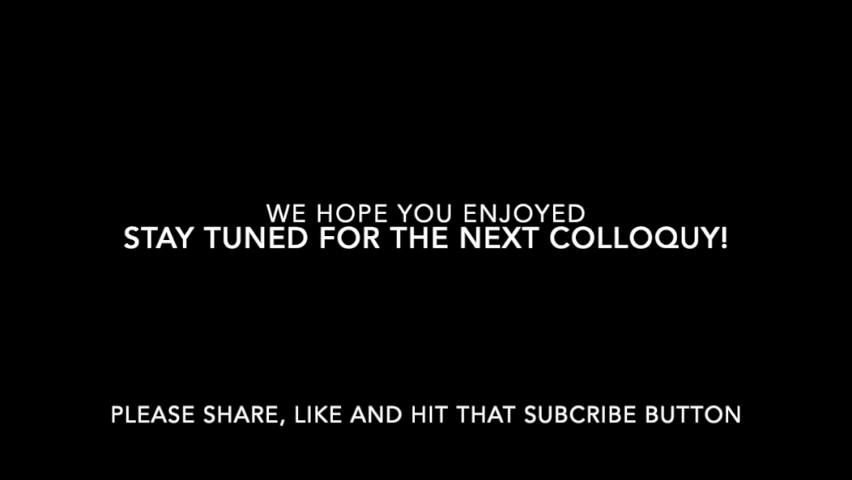 WE HOPE YOU ENJOYED
STAY TUNED FOR THE NEXT COLLOQUY!
PLEASE SHARE, LIKE AND HIT THAT SUBCRIBE BUTTON